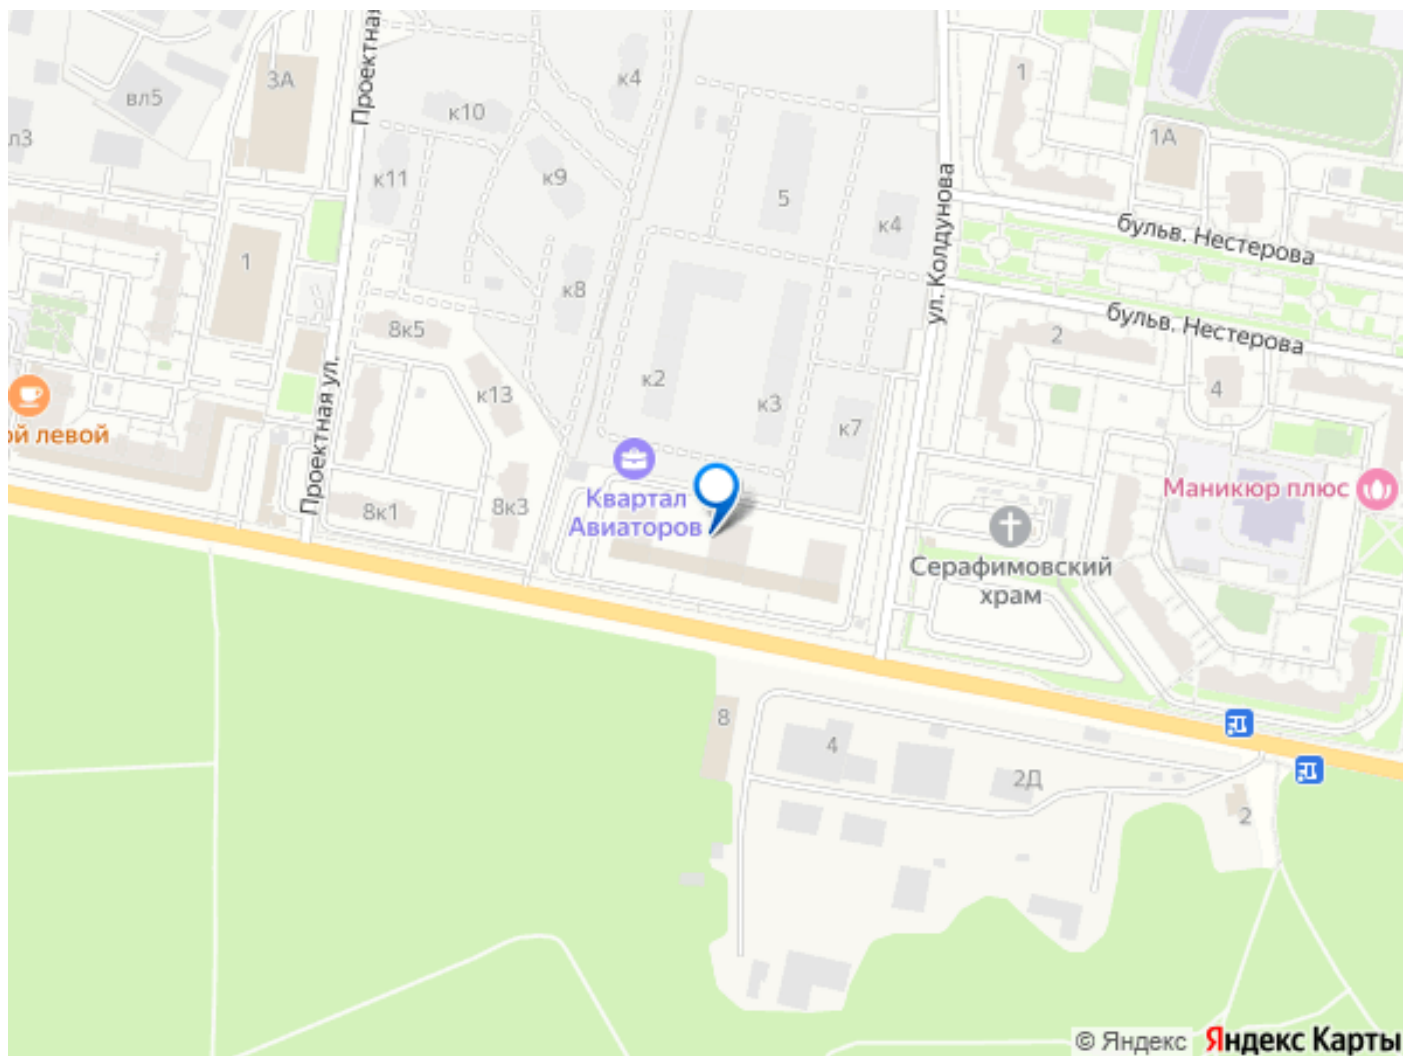 Проектная
3А
вл5
л3
к10
к4
1
1А
к11
к9
5
к4
ул. Колдунова
бульв. Нестерова
1
к8
бульв. Нестерова
8к5
2
к2
к3
к13
4
Проектная ул.
к7
ой левой
Квартал
Авиаторов
Маникюр плюс
8к1
8к3
Серафимовский
храм
8
4
2Д
2
© Яндекс
Яндекс Карты